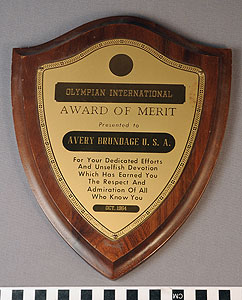 OLYMPIAN INTERNATIONAL
AWARD OF MERIT
Presented to
AVERY BRUNDAGE U. S. A.
For Your Dedicated Efforts
And Unselfish Devotion
Which Has Earned You
The Respect And
Admiration Of All
Who Know You
OCT. 1964